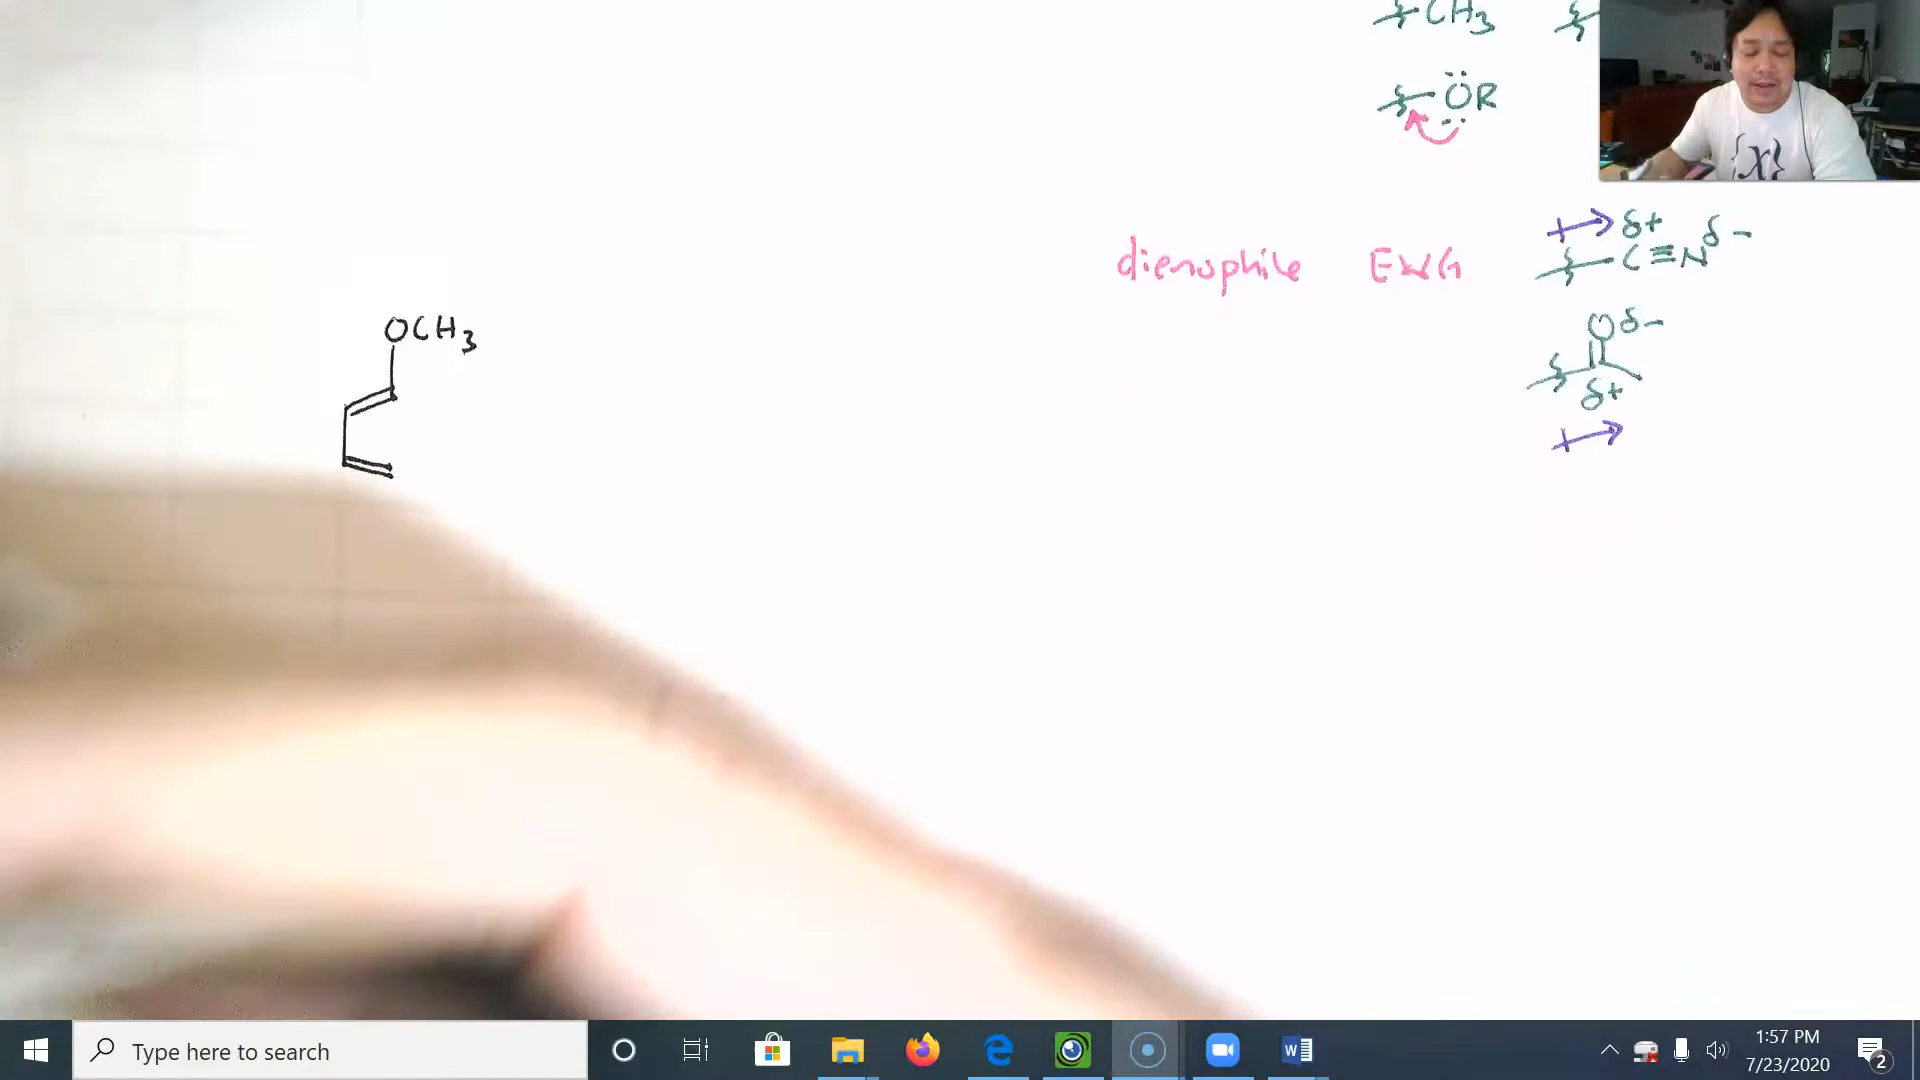 CH3
ÖR
δ+ δ-
dienophile EWG C≡N
OCH3
O δ-
δ+
{X}
Type here to search
1:57 PM
7/23/2020
2